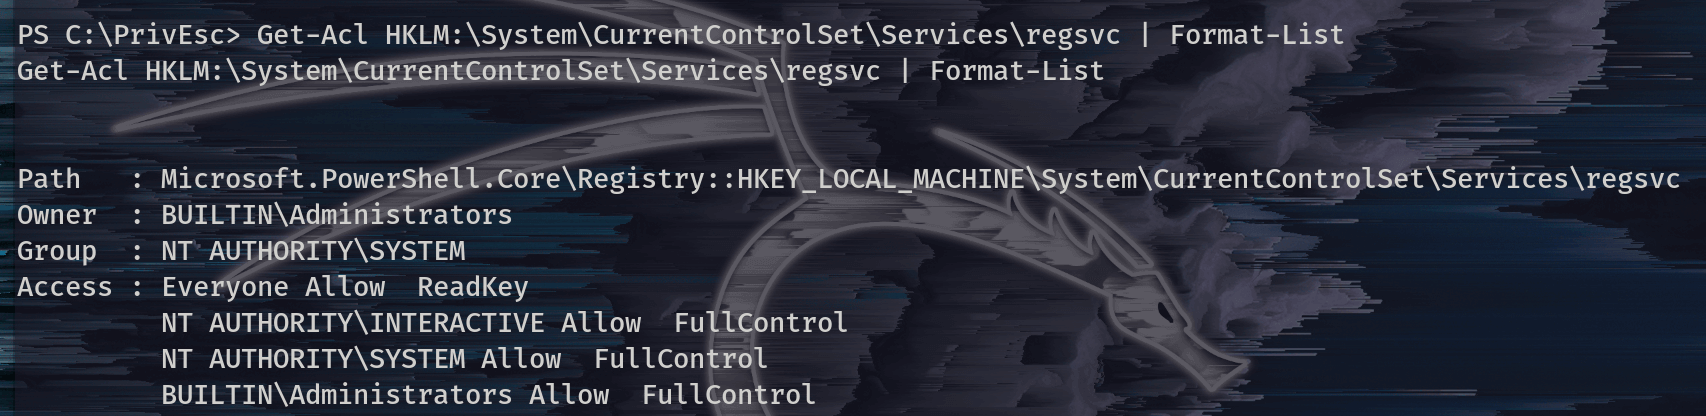 PS C:\PrivEsc> Get-Acl HKLM:\System\CurrentControlSet\Services\regsvc | Format-List
Get-Acl HKLM:\System\CurrentControlSet\Services\regsvc | Format-List
Path   : Microsoft.PowerShell.Core\Registry::HKEY_LOCAL_MACHINE\System\CurrentControlSet\Services\regsvc
Owner  : BUILTIN\Administrators
Group  : NT AUTHORITY\SYSTEM
Access : Everyone Allow  ReadKey
         NT AUTHORITY\INTERACTIVE Allow  FullControl
         NT AUTHORITY\SYSTEM Allow  FullControl
         BUILTIN\Administrators Allow  FullControl